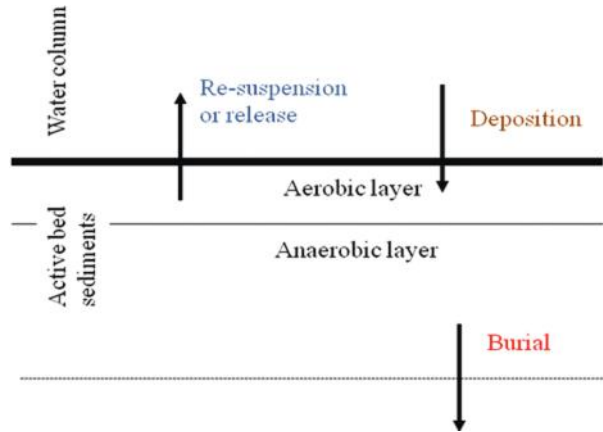 Water column
Re-suspension
or release
Deposition
Aerobic layer
Active bed
sediments
Anaerobic layer
Burial